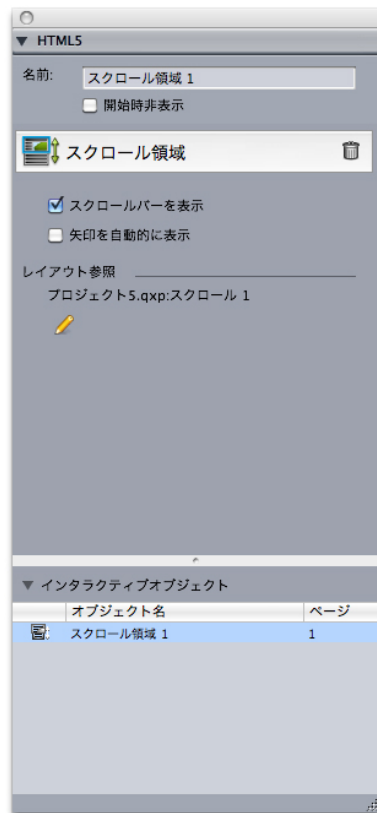 HTML5
名前: スクロール領域 1
開始時非表示
スクロール領域
スクロールバーを表示
矢印を自動的に表示
レイアウト参照
プロジェクト5.qxp:スクロール 1
インタラクティブオブジェクト
オブジェクト名 ページ
スクロール領域 1 1